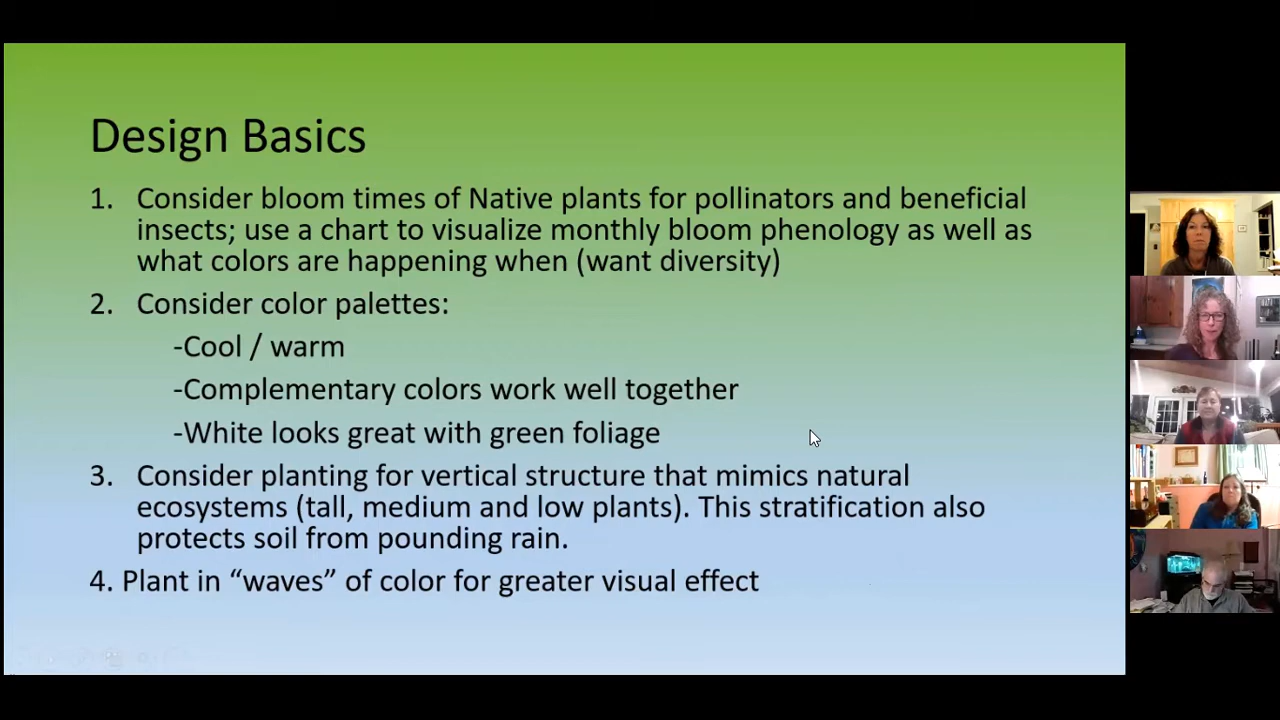 Design Basics
1. Consider bloom times of Native plants for pollinators and beneficial
insects; use a chart to visualize monthly bloom phenology as well as
what colors are happening when (want diversity)
2. Consider color palettes:
-Cool / warm
-Complementary colors work well together
-White looks great with green foliage
3. Consider planting for vertical structure that mimics natural
ecosystems (tall, medium and low plants). This stratification also
protects soil from pounding rain.
4. Plant in “waves” of color for greater visual effect